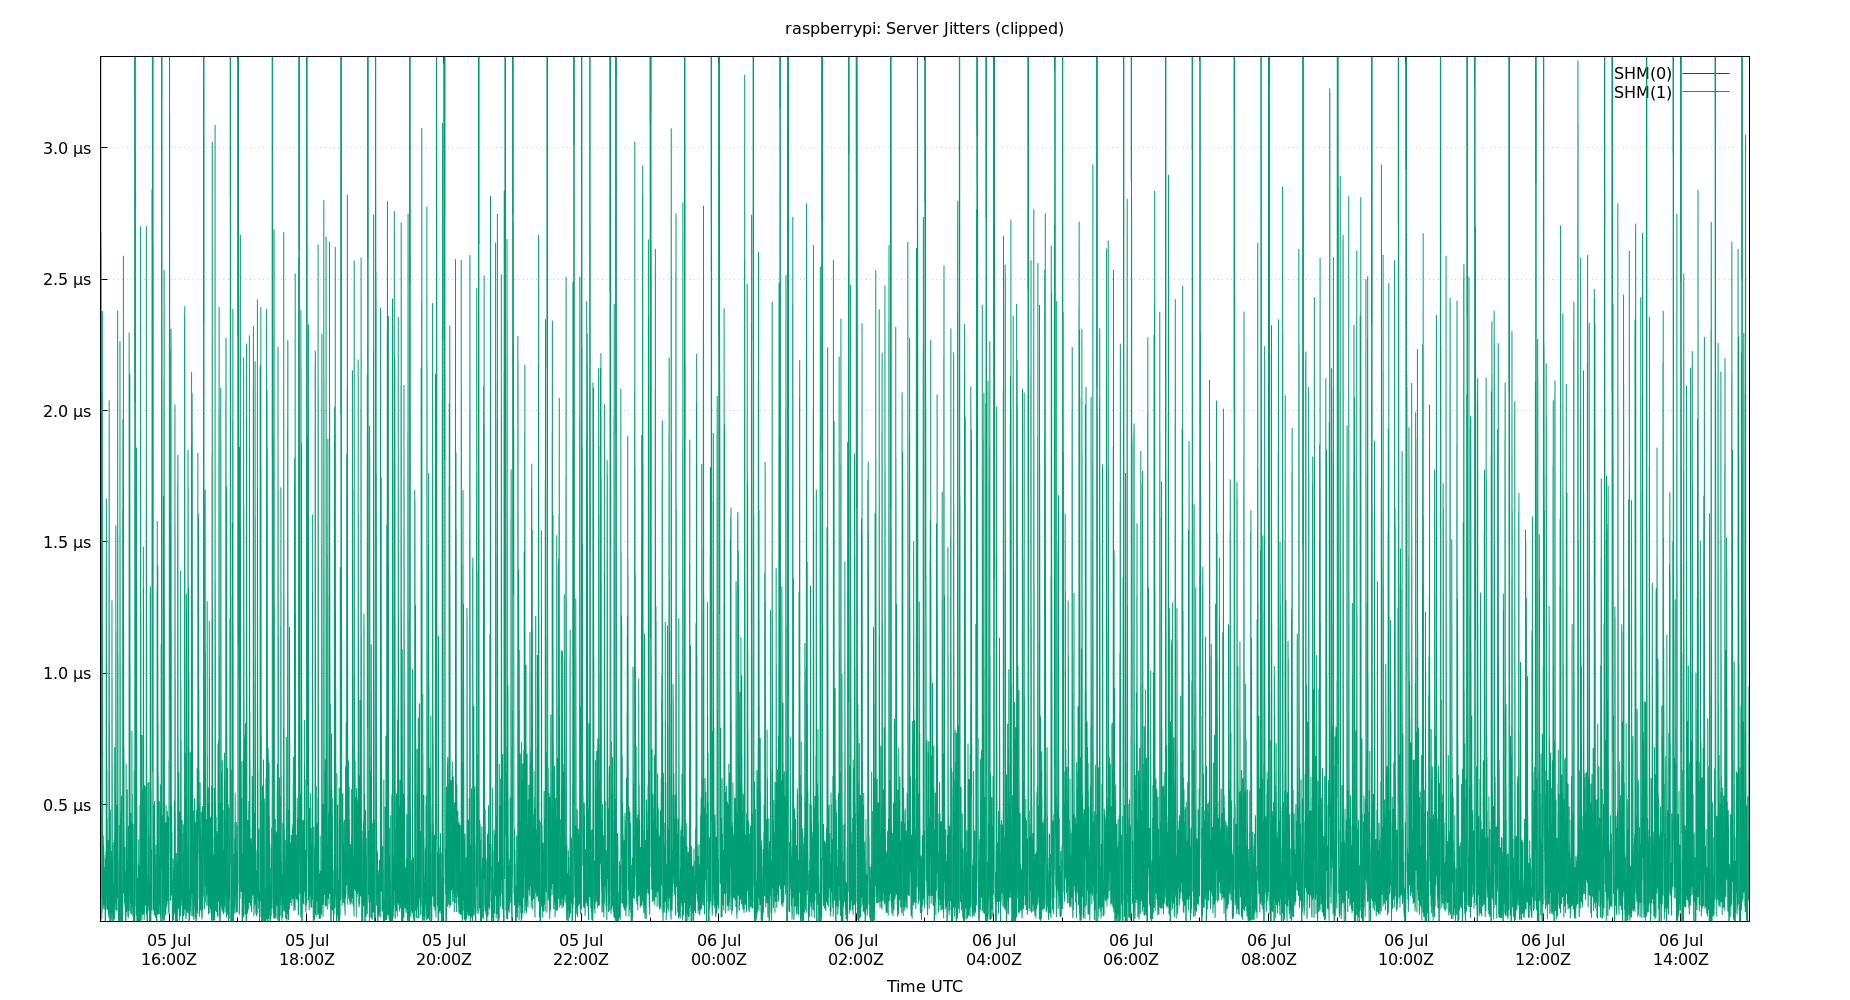 raspberrypi: Server Jitters (clipped)
SHM(0)
SHM(1)
3.0 µs
2.5 µs
2.0 µs
1.5 µs
1.0 µs
0.5 µs
05 Jul 05 Jul 05 Jul 05 Jul 06 Jul 06 Jul 06 Jul 06 Jul 06 Jul 06 Jul 06 Jul 06 Jul
16:00Z 18:00Z 20:00Z 22:00Z 00:00Z 02:00Z 04:00Z 06:00Z 08:00Z 10:00Z 12:00Z 14:00Z
Time UTC